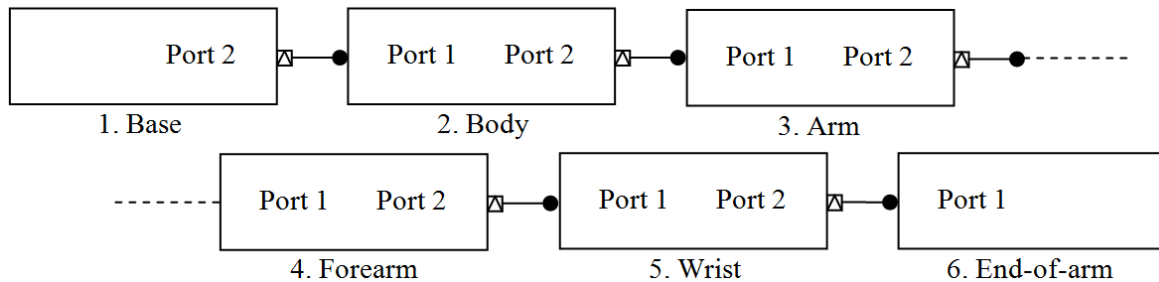 Port 2 Port 1 Port 2 Port 1 Port 2
1. Base 2. Body 3. Arm
Port 1 Port 2 Port 1 Port 2 Port 1
4. Forearm 5. Wrist 6. End-of-arm